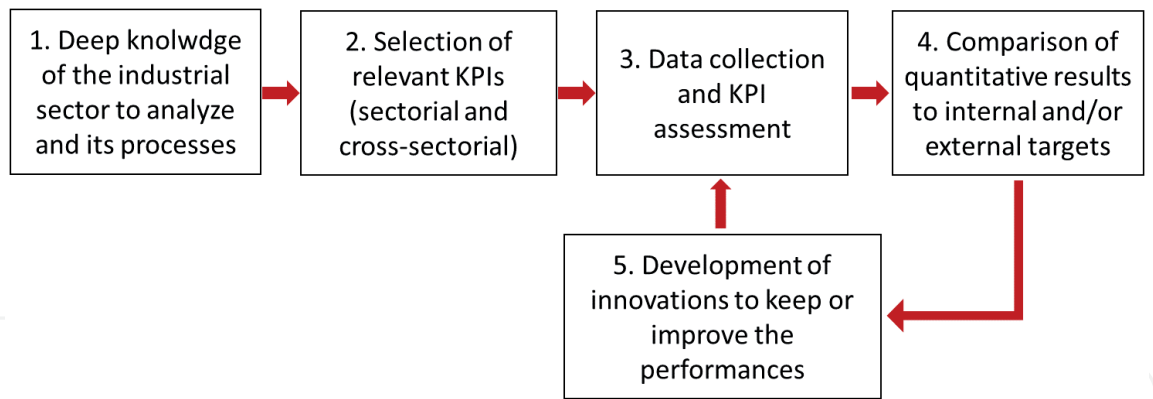 1. Deep knolwdge
of the industrial
sector to analyze
and its processes
2. Selection of
relevant KPIs
(sectorial and
cross-sectorial)
3. Data collection
and KPI
assessment
4. Comparison of
quantitative results
to internal and/or
external targets
5. Development of
innovations to keep or
improve the
performances